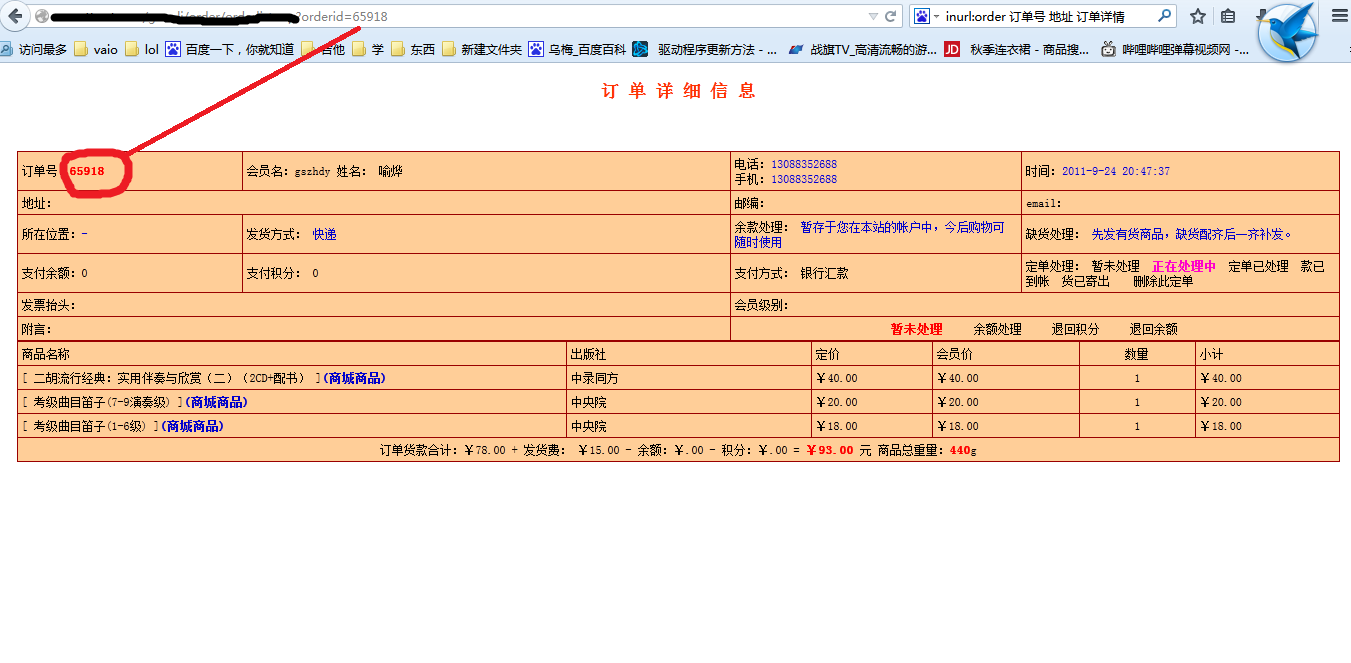 ?orderid=65918
inurl:order 订单号 地址 订单详情
访问最多 vaio lol 百度一下，你就知道 吉他 学 东西 新建文件夹 乌梅_百度百科 驱动程序更新方法 - ... 战旗TV_高清流畅的游... JD 秋季连衣裙 - 商品搜... 哔哩哔哩弹幕视频网 -...
订单详细信息
订单号 65918 会员名：gszhdy 姓名： 喻烨 电话：13088352688 时间：2011-9-24 20:47:37
手机：13088352688
地址： 邮编： email：
所在位置：- 发货方式： 快递 余款处理： 暂存于您在本站的帐户中，今后购物可 缺货处理： 先发有货商品，缺货配齐后一齐补发。
随时使用
支付余额：0 支付积分： 0 支付方式： 银行汇款 定单处理： 暂未处理 正在处理中 定单已处理 款已
到帐 货已寄出 删除此定单
发票抬头： 会员级别：
附言： 暂未处理 余额处理 退回积分 退回余额
商品名称 出版社 定价 会员价 数量 小计
[ 二胡流行经典：实用伴奏与欣赏（二）（2CD+配书） ](商城商品) 中录同方 ￥40.00 ￥40.00 1 ￥40.00
[ 考级曲目笛子(7-9演奏级) ](商城商品) 中央院 ￥20.00 ￥20.00 1 ￥20.00
[ 考级曲目笛子(1-6级) ](商城商品) 中央院 ￥18.00 ￥18.00 1 ￥18.00
订单货款合计：￥78.00 + 发货费： ￥15.00 - 余额：￥.00 - 积分：￥.00 = ￥93.00 元 商品总重量：440g